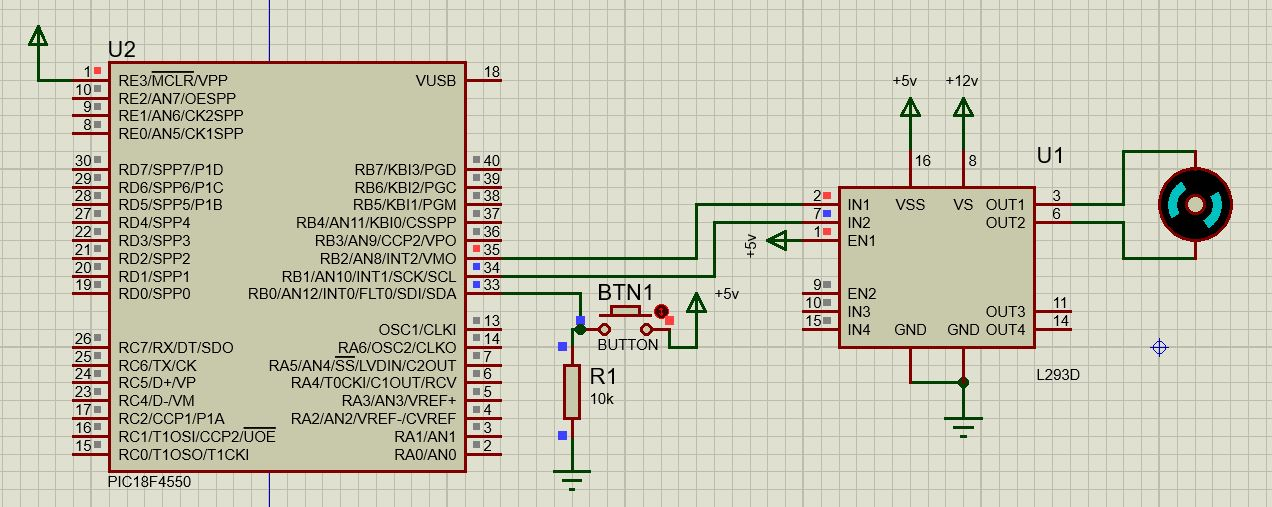 U2
1 RE3/MCLR/VPP VUSB 18
10 RE2/AN7/OESPP
9 RE1/AN6/CK2SPP
8 RE0/AN5/CK1SPP
30 RD7/SPP7/P1D RB7/KBI3/PGD 40
29 RD6/SPP6/P1C RB6/KBI2/PGC 39
28 RD5/SPP5/P1B RB5/KBI1/PGM 38
27 RD4/SPP4 RB4/AN11/KBI0/CSSPP 37
22 RD3/SPP3 RB3/AN9/CCP2/VPO 36
21 RD2/SPP2 RB2/AN8/INT2/VMO 35
20 RD1/SPP1 RB1/AN10/INT1/SCK/SCL 34
19 RD0/SPP0 RB0/AN12/INT0/FLT0/SDI/SDA 33
OSC1/CLKI 13
26 RC7/RX/DT/SDO RA6/OSC2/CLKO 14
25 RC6/TX/CK RA5/AN4/SS/LVDIN/C2OUT 7
24 RC5/D+/VP RA4/T0CKI/C1OUT/RCV 6
23 RC4/D-/VM RA3/AN3/VREF+ 5
17 RC2/CCP1/P1A RA2/AN2/VREF-/CVREF 4
16 RC1/T1OSI/CCP2/UOE RA1/AN1 3
15 RC0/T1OSO/T1CKI RA0/AN0 2
PIC18F4550
BTN1
+5v
BUTTON
R1
10k
+5v +12v
16 8
U1
2 IN1 VSS VS OUT1 3
7 IN2 OUT2 6
+5v 1 EN1
9 EN2
10 IN3 OUT3 11
15 IN4 GND GND OUT4 14
L293D